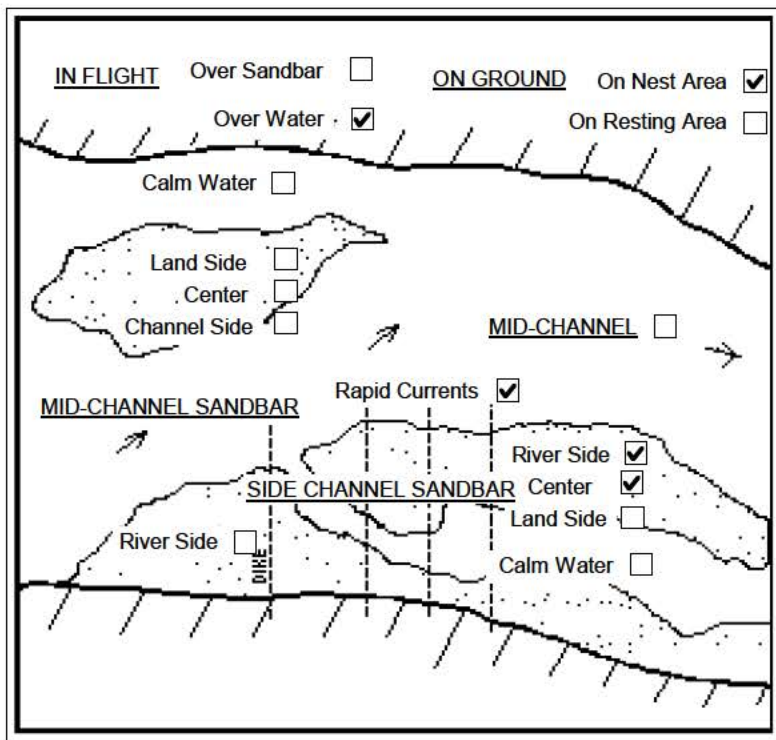 IN FLIGHT Over Sandbar ☐ ON GROUND On Nest Area ☑
Over Water ☑ On Resting Area ☐
Calm Water ☐
Land Side ☐
Center ☐
Channel Side ☐ MID-CHANNEL ☐
Rapid Currents ☑
MID-CHANNEL SANDBAR
River Side ☑
SIDE CHANNEL SANDBAR Center ☑
Land Side ☐
River Side ☐
Calm Water ☐
DIKE